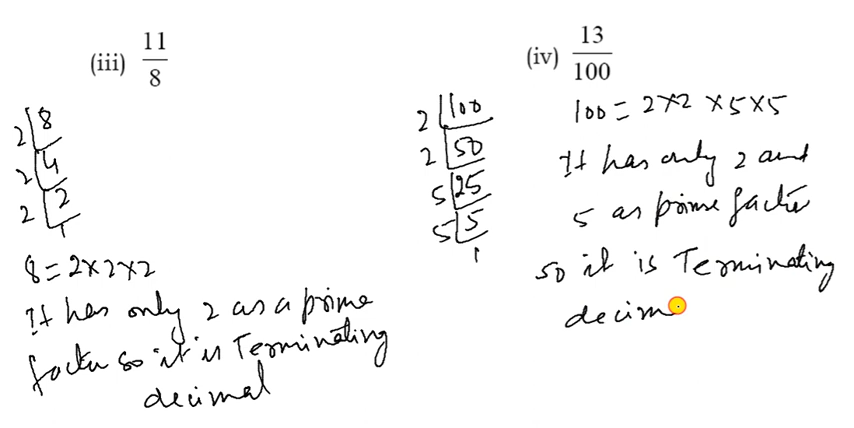 (iii) 11/8
2 | 8
2 | 4
2 | 2
1
8 = 2×2×2
It has only 2 as a prime
factor so it is Terminating
decimal
(iv) 13/100
2 | 100
2 | 50
5 | 25
5 | 5
1
100 = 2×2×5×5
It has only 2 and
5 as prime factor
so it is Terminating
decim